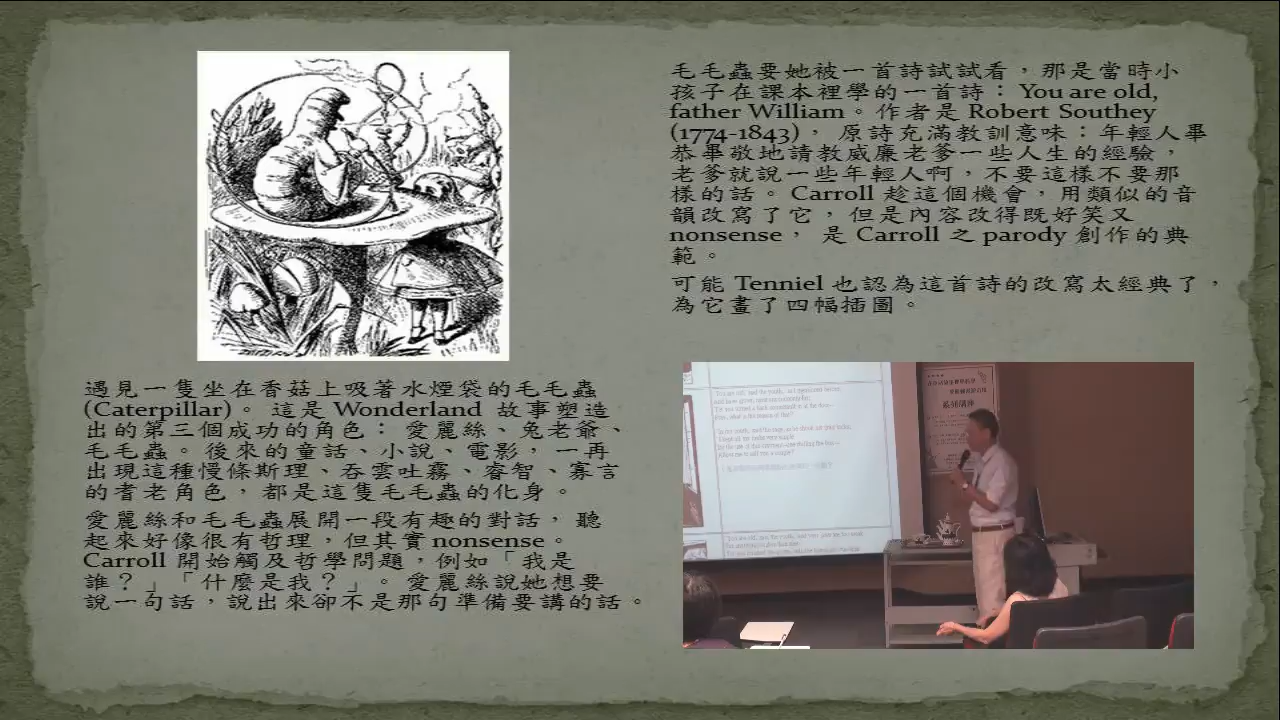 遇見一隻坐在香菇上吸著水煙袋的毛毛蟲
(Caterpillar)。 這是 Wonderland 故事塑造
出的第三個成功的角色： 愛麗絲、兔老爺、
毛毛蟲。 後來的童話、小說、電影， 一再
出現這種慢條斯理、吞雲吐霧、睿智、寡言
的耆老角色， 都是這隻毛毛蟲的化身。
愛麗絲和毛毛蟲展開一段有趣的對話， 聽
起來好像很有哲理，但其實 nonsense。
Carroll 開始觸及哲學問題，例如「我是
誰？」「什麼是我？」。 愛麗絲說她想要
說一句話，說出來卻不是那句準備要講的話。
毛毛蟲要她被一首詩試試看，那是當時小
孩子在課本裡學的一首詩： You are old,
father William。作者是 Robert Southey
(1774-1843)， 原詩充滿教訓意味：年輕人畢
恭畢敬地請教威廉老爹一些人生的經驗，
老爹就說一些年輕人啊，不要這樣不要那
樣的話。 Carroll 趁這個機會，用類似的音
韻改寫了它，但是內容改得既好笑又
nonsense， 是 Carroll 之 parody 創作的典
範。
可能 Tenniel 也認為這首詩的改寫太經典了，
為它畫了四幅插圖。